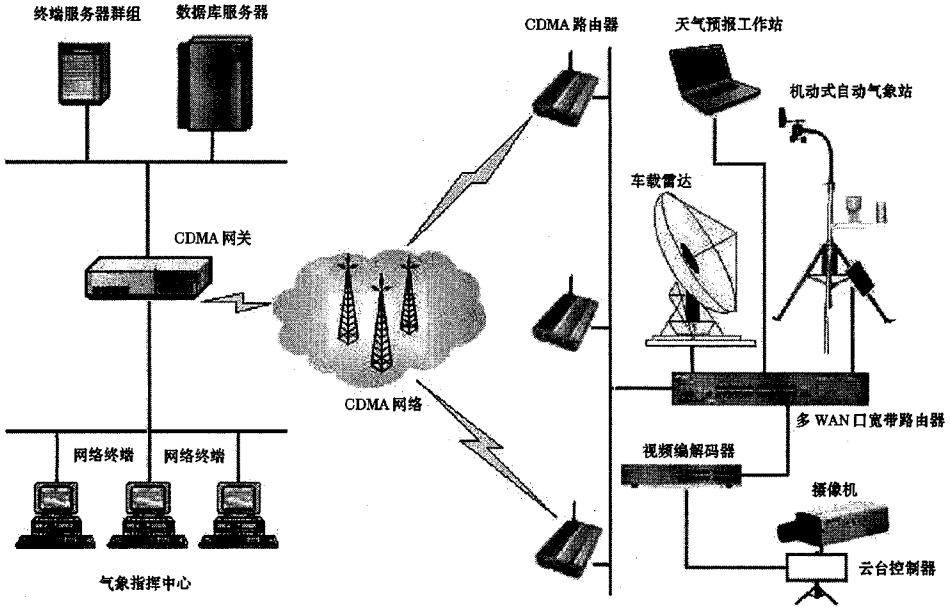 终端服务器群组
数据库服务器
CDMA 路由器
天气预报工作站
机动式自动气象站
车载雷达
CDMA 网关
CDMA 网络
多 WAN 口宽带路由器
网络终端
网络终端
视频编解码器
摄像机
云台控制器
气象指挥中心